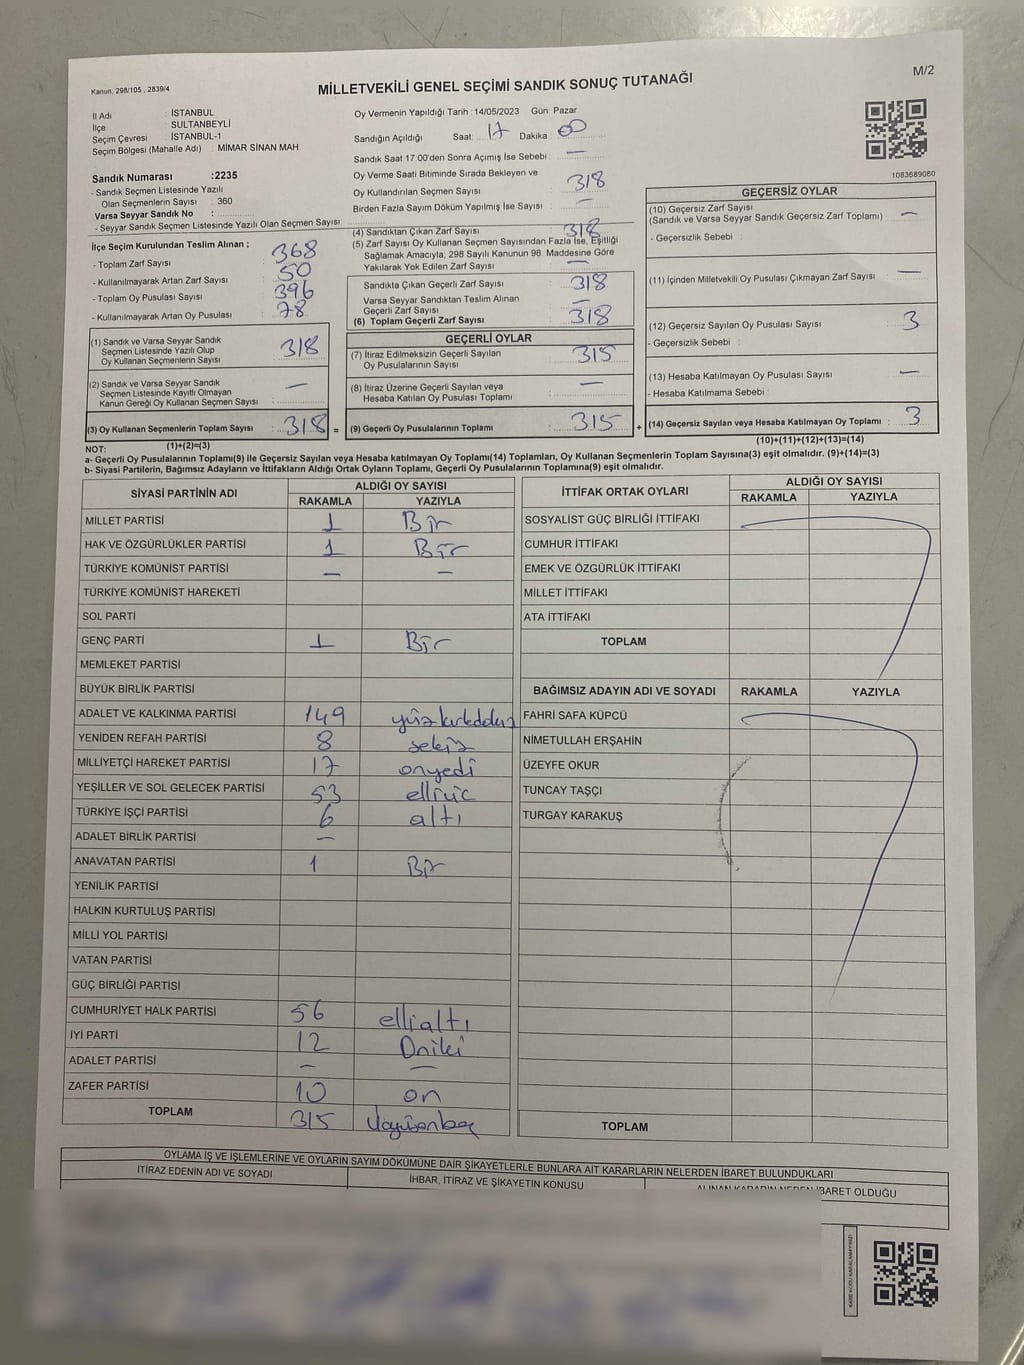 Kanun, 298/105 . 2839/4
MİLLETVEKİLİ GENEL SEÇİMİ SANDIK SONUÇ TUTANAĞI
M/2
İl Adı : İSTANBUL
İlçe SULTANBEYLİ
Seçim Çevresi İSTANBUL-1
Seçim Bölgesi (Mahalle Adı) : MİMAR SİNAN MAH.
Oy Vermenin Yapıldığı Tarih : 14/05/2023 Gün: Pazar
Sandığın Açıldığı Saat: 17 Dakika 00
Sandık Saat 17:00'den Sonra Açımış İse Sebebi : —
Oy Verme Saati Bitiminde Sırada Bekleyen ve
Oy Kullandırılan Seçmen Sayısı 318
Birden Fazla Sayım Döküm Yapılmış İse Sayısı —
1083689080
Sandık Numarası :2235
- Sandık Seçmen Listesinde Yazılı
Olan Seçmenlerin Sayısı : 360
Varsa Seyyar Sandık No :
- Seyyar Sandık Seçmen Listesinde Yazılı Olan Seçmen Sayısı:
İlçe Seçim Kurulundan Teslim Alınan ;
- Toplam Zarf Sayısı 368
- Kullanılmayarak Artan Zarf Sayısı 50
- Toplam Oy Pusulası Sayısı 396
- Kullanılmayarak Artan Oy Pusulası 78
(1) Sandık ve Varsa Seyyar Sandık
Seçmen Listesinde Yazılı Olup
Oy Kullanan Seçmenlerin Sayısı 318
(2) Sandık ve Varsa Seyyar Sandık
Seçmen Listesinde Kayıtlı Olmayan
Kanun Gereği Oy Kullanan Seçmen Sayısı : —
(3) Oy Kullanan Seçmenlerin Toplam Sayısı : 318 =
(1)+(2)=(3)
(4) Sandıktan Çıkan Zarf Sayısı 318
(5) Zarf Sayısı Oy Kullanan Seçmen Sayısından Fazla İse, Eşitliği
Sağlamak Amacıyla, 298 Sayılı Kanunun 98. Maddesine Göre
Yakılarak Yok Edilen Zarf Sayısı —
Sandıkta Çıkan Geçerli Zarf Sayısı 318
Varsa Seyyar Sandıktan Teslim Alınan
Geçerli Zarf Sayısı —
(6) Toplam Geçerli Zarf Sayısı : 318
GEÇERLİ OYLAR
(7) İtiraz Edilmeksizin Geçerli Sayılan
Oy Pusulalarının Sayısı 315
(8) İtiraz Üzerine Geçerli Sayılan veya
Hesaba Katılan Oy Pusulası Toplamı —
(9) Geçerli Oy Pusulalarının Toplamı 315 +
GEÇERSİZ OYLAR
(10) Geçersiz Zarf Sayısı
(Sandık ve Varsa Seyyar Sandık Geçersiz Zarf Toplamı) —
- Geçersizlik Sebebi :
(11) İçinden Milletvekili Oy Pusulası Çıkmayan Zarf Sayısı —
(12) Geçersiz Sayılan Oy Pusulası Sayısı : 3
- Geçersizlik Sebebi :
(13) Hesaba Katılmayan Oy Pusulası Sayısı : —
- Hesaba Katılmama Sebebi
(14) Geçersiz Sayılan veya Hesaba Katılmayan Oy Toplamı : 3
(10)+(11)+(12)+(13)=(14)
NOT:
a- Geçerli Oy Pusulalarının Toplamı(9) ile Geçersiz Sayılan veya Hesaba katılmayan Oy Toplamı(14) Toplamları, Oy Kullanan Seçmenlerin Toplam Sayısına(3) eşit olmalıdır. (9)+(14)=(3)
b- Siyasi Partilerin, Bağımsız Adayların ve İttifakların Aldığı Ortak Oyların Toplamı, Geçerli Oy Pusulalarının Toplamına(9) eşit olmalıdır.
SİYASİ PARTİNİN ADI ALDIĞI OY SAYISI
RAKAMLA YAZIYLA
MİLLET PARTİSİ 1 Bir
HAK VE ÖZGÜRLÜKLER PARTİSİ 1 Bir
TÜRKİYE KOMÜNİST PARTİSİ — —
TÜRKİYE KOMÜNİST HAREKETİ
SOL PARTİ
GENÇ PARTİ 1 Bir
MEMLEKET PARTİSİ
BÜYÜK BİRLİK PARTİSİ
ADALET VE KALKINMA PARTİSİ 149 yüzkırkdokuz
YENİDEN REFAH PARTİSİ 8 sekiz
MİLLİYETÇİ HAREKET PARTİSİ 17 onyedi
YEŞİLLER VE SOL GELECEK PARTİSİ 53 elliüç
TÜRKİYE İŞÇİ PARTİSİ 6 altı
ADALET BİRLİK PARTİSİ —
ANAVATAN PARTİSİ 1 Bir
YENİLİK PARTİSİ
HALKIN KURTULUŞ PARTİSİ
MİLLİ YOL PARTİSİ
VATAN PARTİSİ
GÜÇ BİRLİĞİ PARTİSİ
CUMHURİYET HALK PARTİSİ 56 ellialtı
İYİ PARTİ 12 Oniki
ADALET PARTİSİ — —
ZAFER PARTİSİ 10 on
TOPLAM 315 Üçyüzonbeş
İTTİFAK ORTAK OYLARI ALDIĞI OY SAYISI
RAKAMLA YAZIYLA
SOSYALİST GÜÇ BİRLİĞİ İTTİFAKI
CUMHUR İTTİFAKI
EMEK VE ÖZGÜRLÜK İTTİFAKI
MİLLET İTTİFAKI
ATA İTTİFAKI
TOPLAM
BAĞIMSIZ ADAYIN ADI VE SOYADI RAKAMLA YAZIYLA
FAHRİ SAFA KÜPCÜ
NİMETULLAH ERŞAHİN
ÜZEYFE OKUR
TUNCAY TAŞÇI
TURGAY KARAKUŞ
TOPLAM
OYLAMA İŞ VE İŞLEMLERİNE VE OYLARIN SAYIM DÖKÜMÜNE DAİR ŞİKAYETLERLE BUNLARA AİT KARARLARIN NELERDEN İBARET BULUNDUKLARI
İTİRAZ EDENİN ADI VE SOYADI
İHBAR, İTİRAZ VE ŞİKAYETİN KONUSU
ALINAN KARARIN NEDEN İBARET OLDUĞU